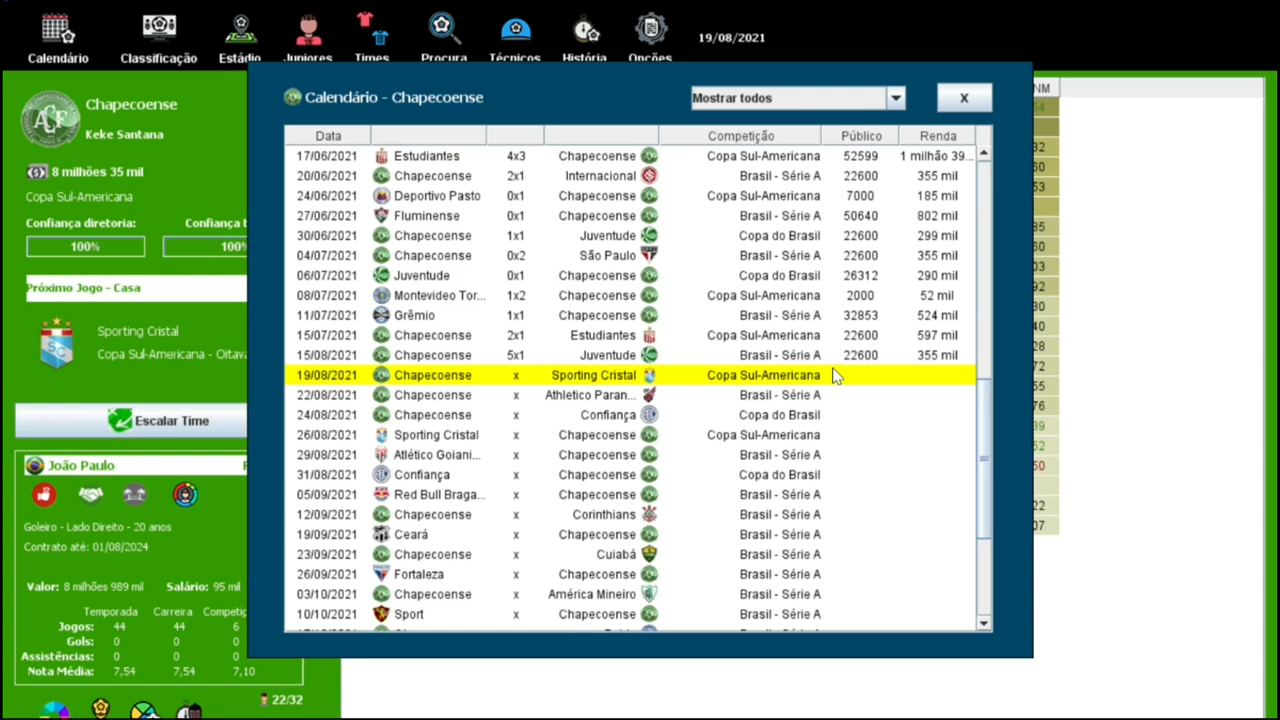 Calendário
Classificação
Estádio
Juniores
Times
Procura
Técnicos
História
Opções
19/08/2021
Chapecoense
Keke Santana
8 milhões 35 mil
Copa Sul-Americana
Confiança diretoria:
Confiança t
100%
100%
Próximo Jogo - Casa
Sporting Cristal
Copa Sul-Americana - Oitava
Escalar Time
João Paulo
Goleiro - Lado Direito - 20 anos
Contrato até: 01/08/2024
Valor: 8 milhões 989 mil Salário: 95 mil
Temporada Carreira Competiç
Jogos: 44 44 6
Gols: 0 0 0
Assistências: 0 0 0
Nota Média: 7,54 7,54 7,10
22/32
Calendário - Chapecoense
Mostrar todos
X
Data Competição Público Renda
17/06/2021 Estudiantes 4x3 Chapecoense Copa Sul-Americana 52599 1 milhão 39...
20/06/2021 Chapecoense 2x1 Internacional Brasil - Série A 22600 355 mil
24/06/2021 Deportivo Pasto 0x1 Chapecoense Copa Sul-Americana 7000 185 mil
27/06/2021 Fluminense 0x1 Chapecoense Brasil - Série A 50640 802 mil
30/06/2021 Chapecoense 1x1 Juventude Copa do Brasil 22600 299 mil
04/07/2021 Chapecoense 0x2 São Paulo Brasil - Série A 22600 355 mil
06/07/2021 Juventude 0x1 Chapecoense Copa do Brasil 26312 290 mil
08/07/2021 Montevideo Tor... 1x2 Chapecoense Copa Sul-Americana 2000 52 mil
11/07/2021 Grêmio 1x1 Chapecoense Brasil - Série A 32853 524 mil
15/07/2021 Chapecoense 2x1 Estudiantes Copa Sul-Americana 22600 597 mil
15/08/2021 Chapecoense 5x1 Juventude Brasil - Série A 22600 355 mil
19/08/2021 Chapecoense x Sporting Cristal Copa Sul-Americana
22/08/2021 Chapecoense x Athletico Paran... Brasil - Série A
24/08/2021 Chapecoense x Confiança Copa do Brasil
26/08/2021 Sporting Cristal x Chapecoense Copa Sul-Americana
29/08/2021 Atlético Goiani... x Chapecoense Brasil - Série A
31/08/2021 Confiança x Chapecoense Copa do Brasil
05/09/2021 Red Bull Braga... x Chapecoense Brasil - Série A
12/09/2021 Chapecoense x Corinthians Brasil - Série A
19/09/2021 Ceará x Chapecoense Brasil - Série A
23/09/2021 Chapecoense x Cuiabá Brasil - Série A
26/09/2021 Fortaleza x Chapecoense Brasil - Série A
03/10/2021 Chapecoense x América Mineiro Brasil - Série A
10/10/2021 Sport x Chapecoense Brasil - Série A
NM